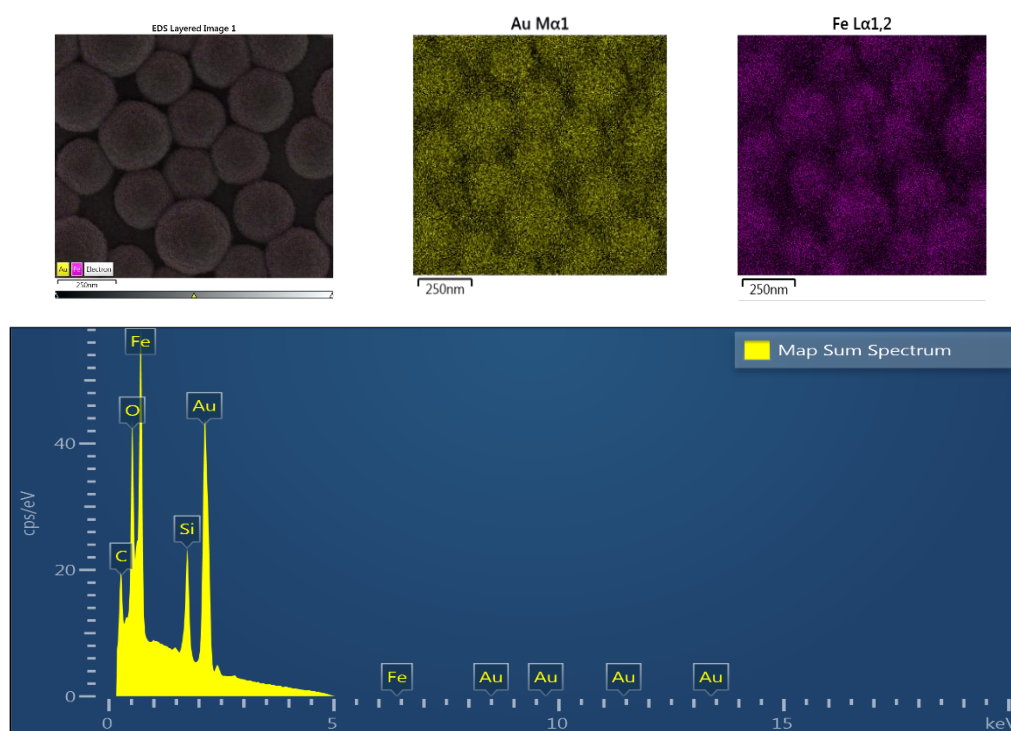 EDS Layered Image 1
Au Mα1
Fe Lα1,2
Au Fe Electron
250nm
250nm
250nm
Map Sum Spectrum
Fe
O
Au
Si
C
40
20
0
cps/eV
Fe Au Au Au Au
0 5 10 15 keV